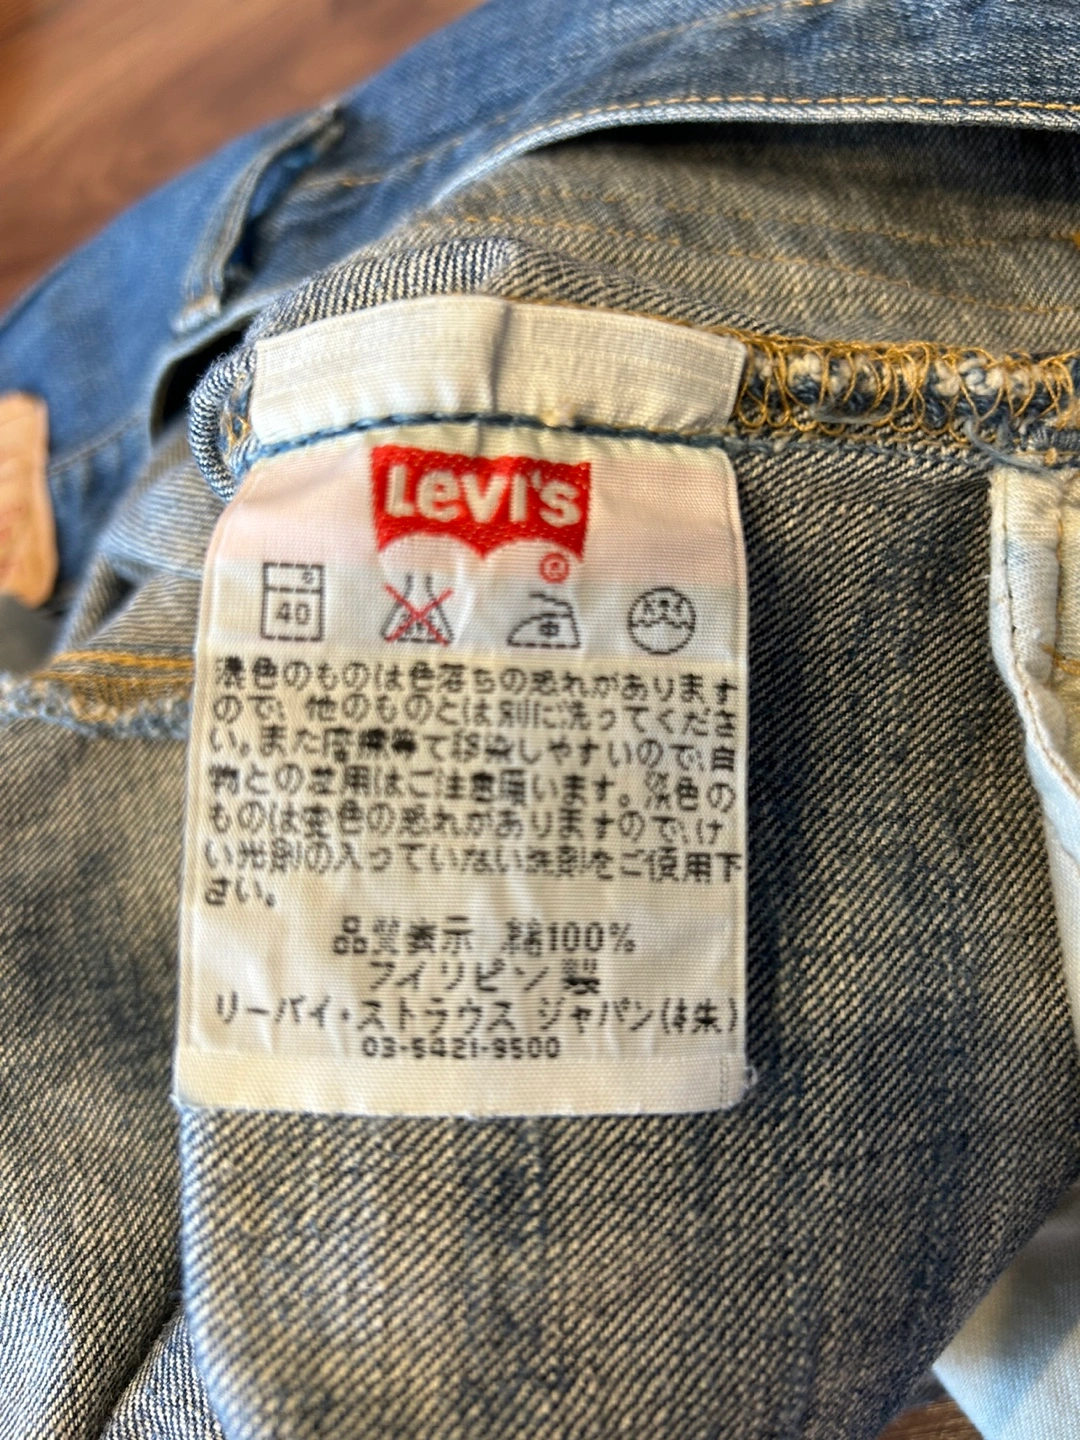 Levi's
®
40
濃色のものは色落ちの恐れがあります
ので、他のものとは別に洗ってくださ
い。また摩擦等で移染しやすいので、白
物との芝用はご注意願います。淡色の
ものは変色の恐れがありますので、け
い光剤の入っていない洗剤をご使用下
さい。
品質表示 綿100%
フィリピン製
リーバイ・ストラウス ジャパン(株)
03-5421-9500